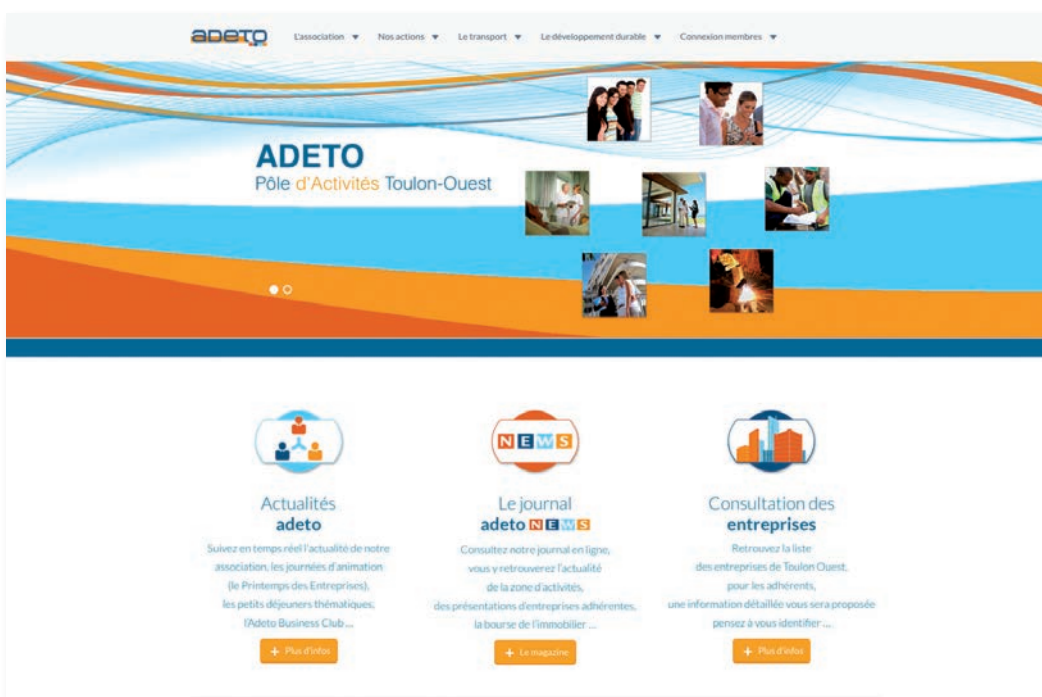 adeto NEWS
L'association ▼ Nos actions ▼ Le transport ▼ Le développement durable ▼ Connexion membres ▼
ADETO
Pôle d'Activités Toulon-Ouest
NEWS
Actualités
adeto
Suivez en temps réel l'actualité de notre
association, les journées d'animation
(le Printemps des Entreprises),
les petits déjeuners thématiques,
l'Adeto Business Club ...
+ Plus d'infos
Le journal
adeto NEWS
Consultez notre journal en ligne,
vous y retrouverez l'actualité
de la zone d'activités,
des présentations d'entreprises adhérentes,
la bourse de l'immobilier ...
+ Le magazine
Consultation des
entreprises
Retrouvez la liste
des entreprises de Toulon Ouest,
pour les adhérents,
une information détaillée vous sera proposée
pensez à vous identifier ...
+ Plus d'infos